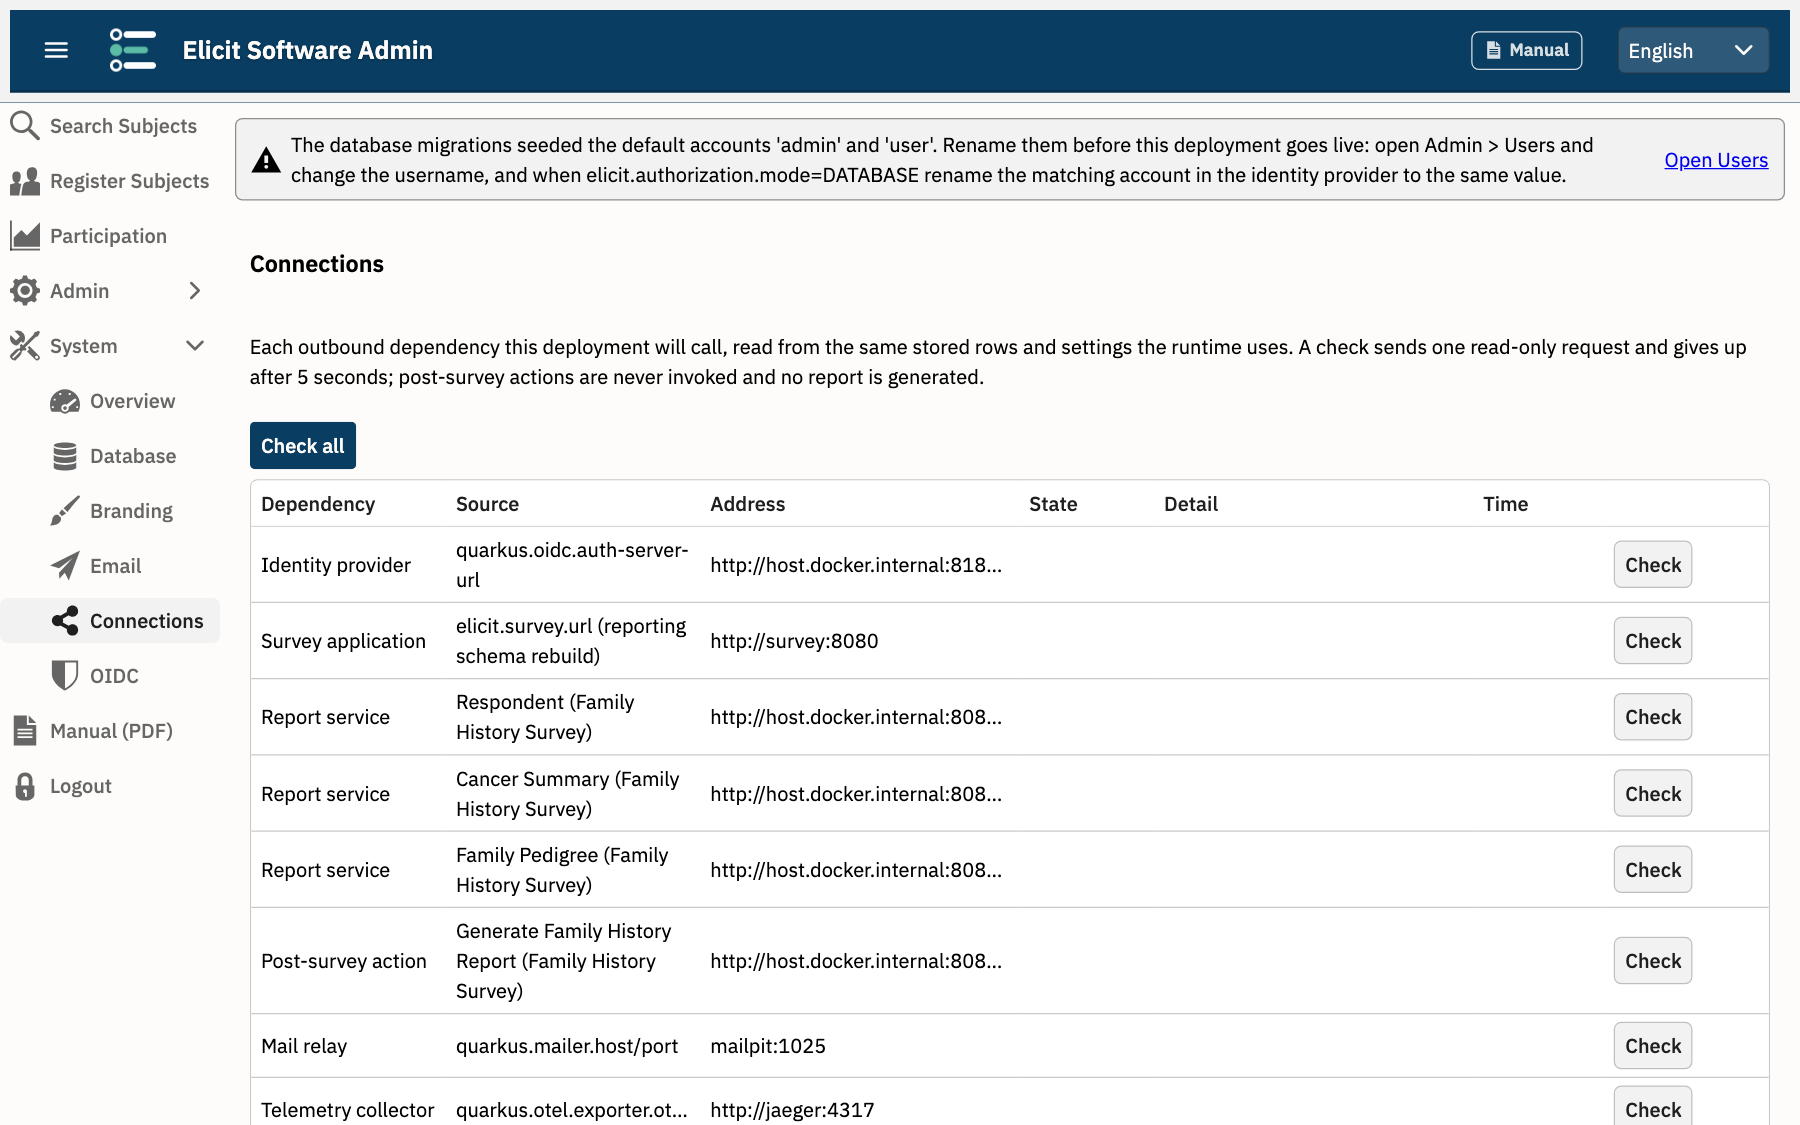 Elicit Software Admin
Manual
English
Search Subjects
Register Subjects
Participation
Admin
System
Overview
Database
Branding
Email
Connections
OIDC
Manual (PDF)
Logout
The database migrations seeded the default accounts 'admin' and 'user'. Rename them before this deployment goes live: open Admin > Users and
change the username, and when elicit.authorization.mode=DATABASE rename the matching account in the identity provider to the same value.
Open Users
Connections
Each outbound dependency this deployment will call, read from the same stored rows and settings the runtime uses. A check sends one read-only request and gives up
after 5 seconds; post-survey actions are never invoked and no report is generated.
Check all
Dependency Source Address State Detail Time
Identity provider
quarkus.oidc.auth-server-
url
http://host.docker.internal:818...
Check
Survey application
elicit.survey.url (reporting
schema rebuild)
http://survey:8080
Check
Report service
Respondent (Family
History Survey)
http://host.docker.internal:808...
Check
Report service
Cancer Summary (Family
History Survey)
http://host.docker.internal:808...
Check
Report service
Family Pedigree (Family
History Survey)
http://host.docker.internal:808...
Check
Post-survey action
Generate Family History
Report (Family History
Survey)
http://host.docker.internal:808...
Check
Mail relay
quarkus.mailer.host/port
mailpit:1025
Check
Telemetry collector
quarkus.otel.exporter.ot...
http://jaeger:4317
Check